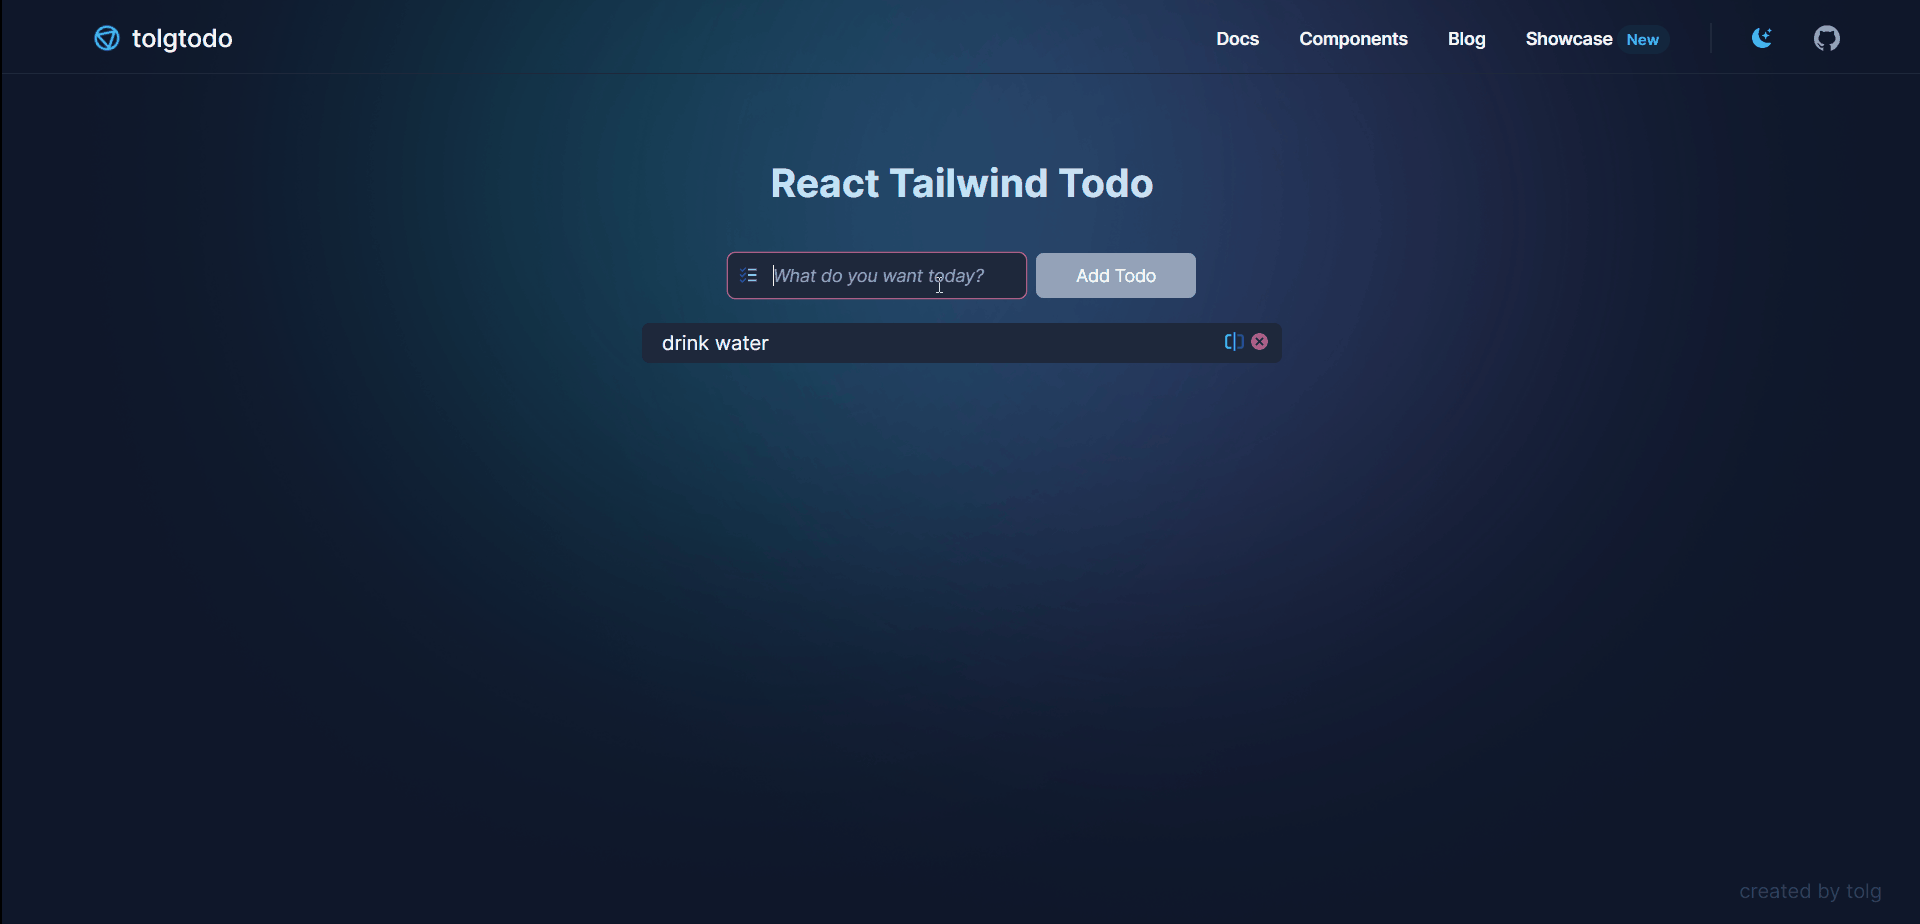 tolgtodo
Docs Components Blog Showcase New
React Tailwind Todo
What do you want today? Add Todo
drink water
created by tolg